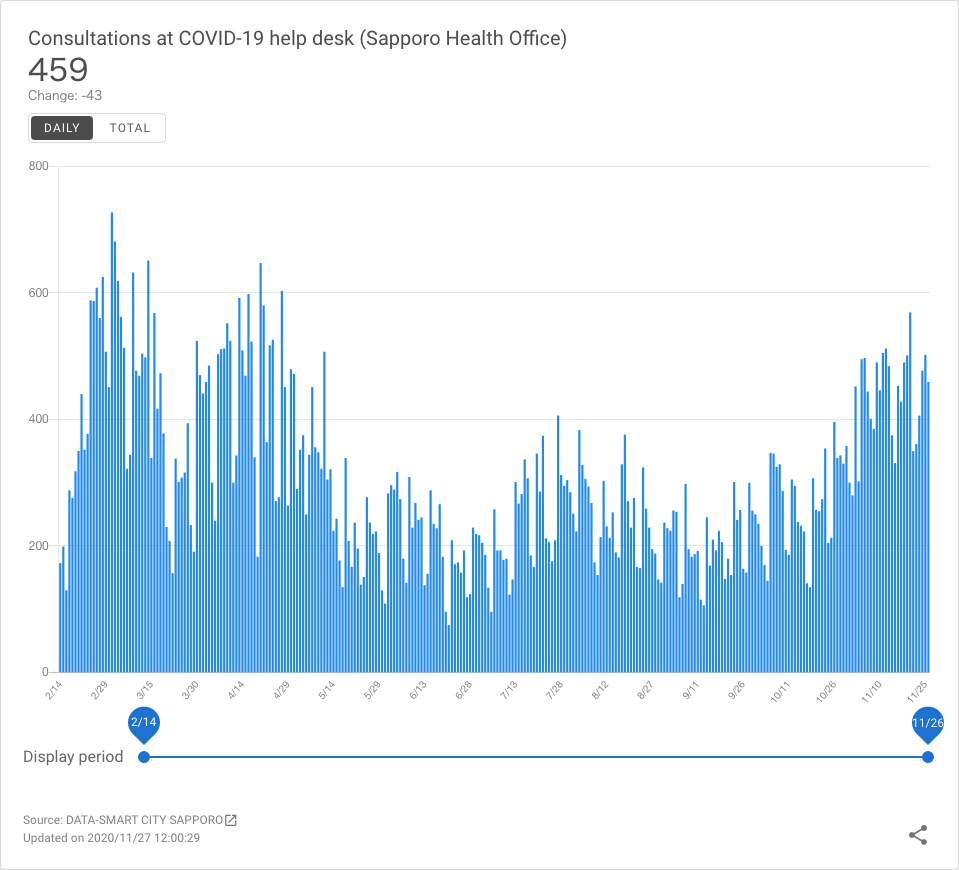 Consultations at COVID-19 help desk (Sapporo Health Office)
459
Change: -43
DAILY TOTAL
800
600
400
200
0
2/14 2/29 3/15 3/30 4/14 4/29 5/14 5/29 6/13 6/28 7/13 7/28 8/12 8/27 9/11 9/26 10/11 10/26 11/10 11/25
2/14 11/26
Display period
Source: DATA-SMART CITY SAPPORO
Updated on 2020/11/27 12:00:29